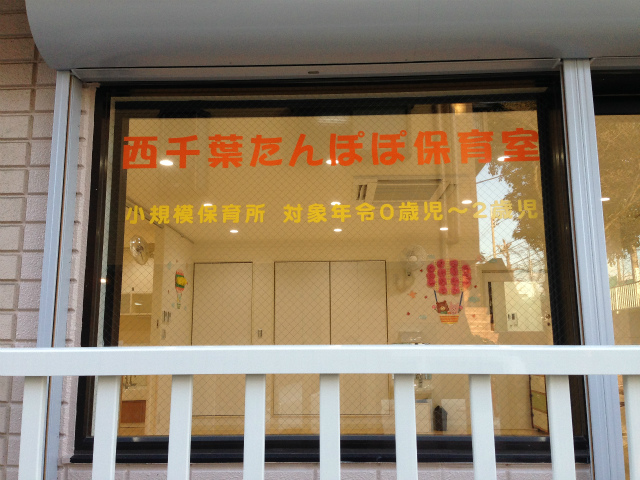 西千葉たんぽぽ保育室
小規模保育所 対象年令0歳児～2歳児